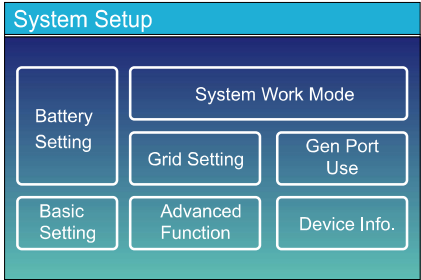 System Setup
Battery
Setting
System Work Mode
Grid Setting
Gen Port
Use
Basic
Setting
Advanced
Function
Device Info.